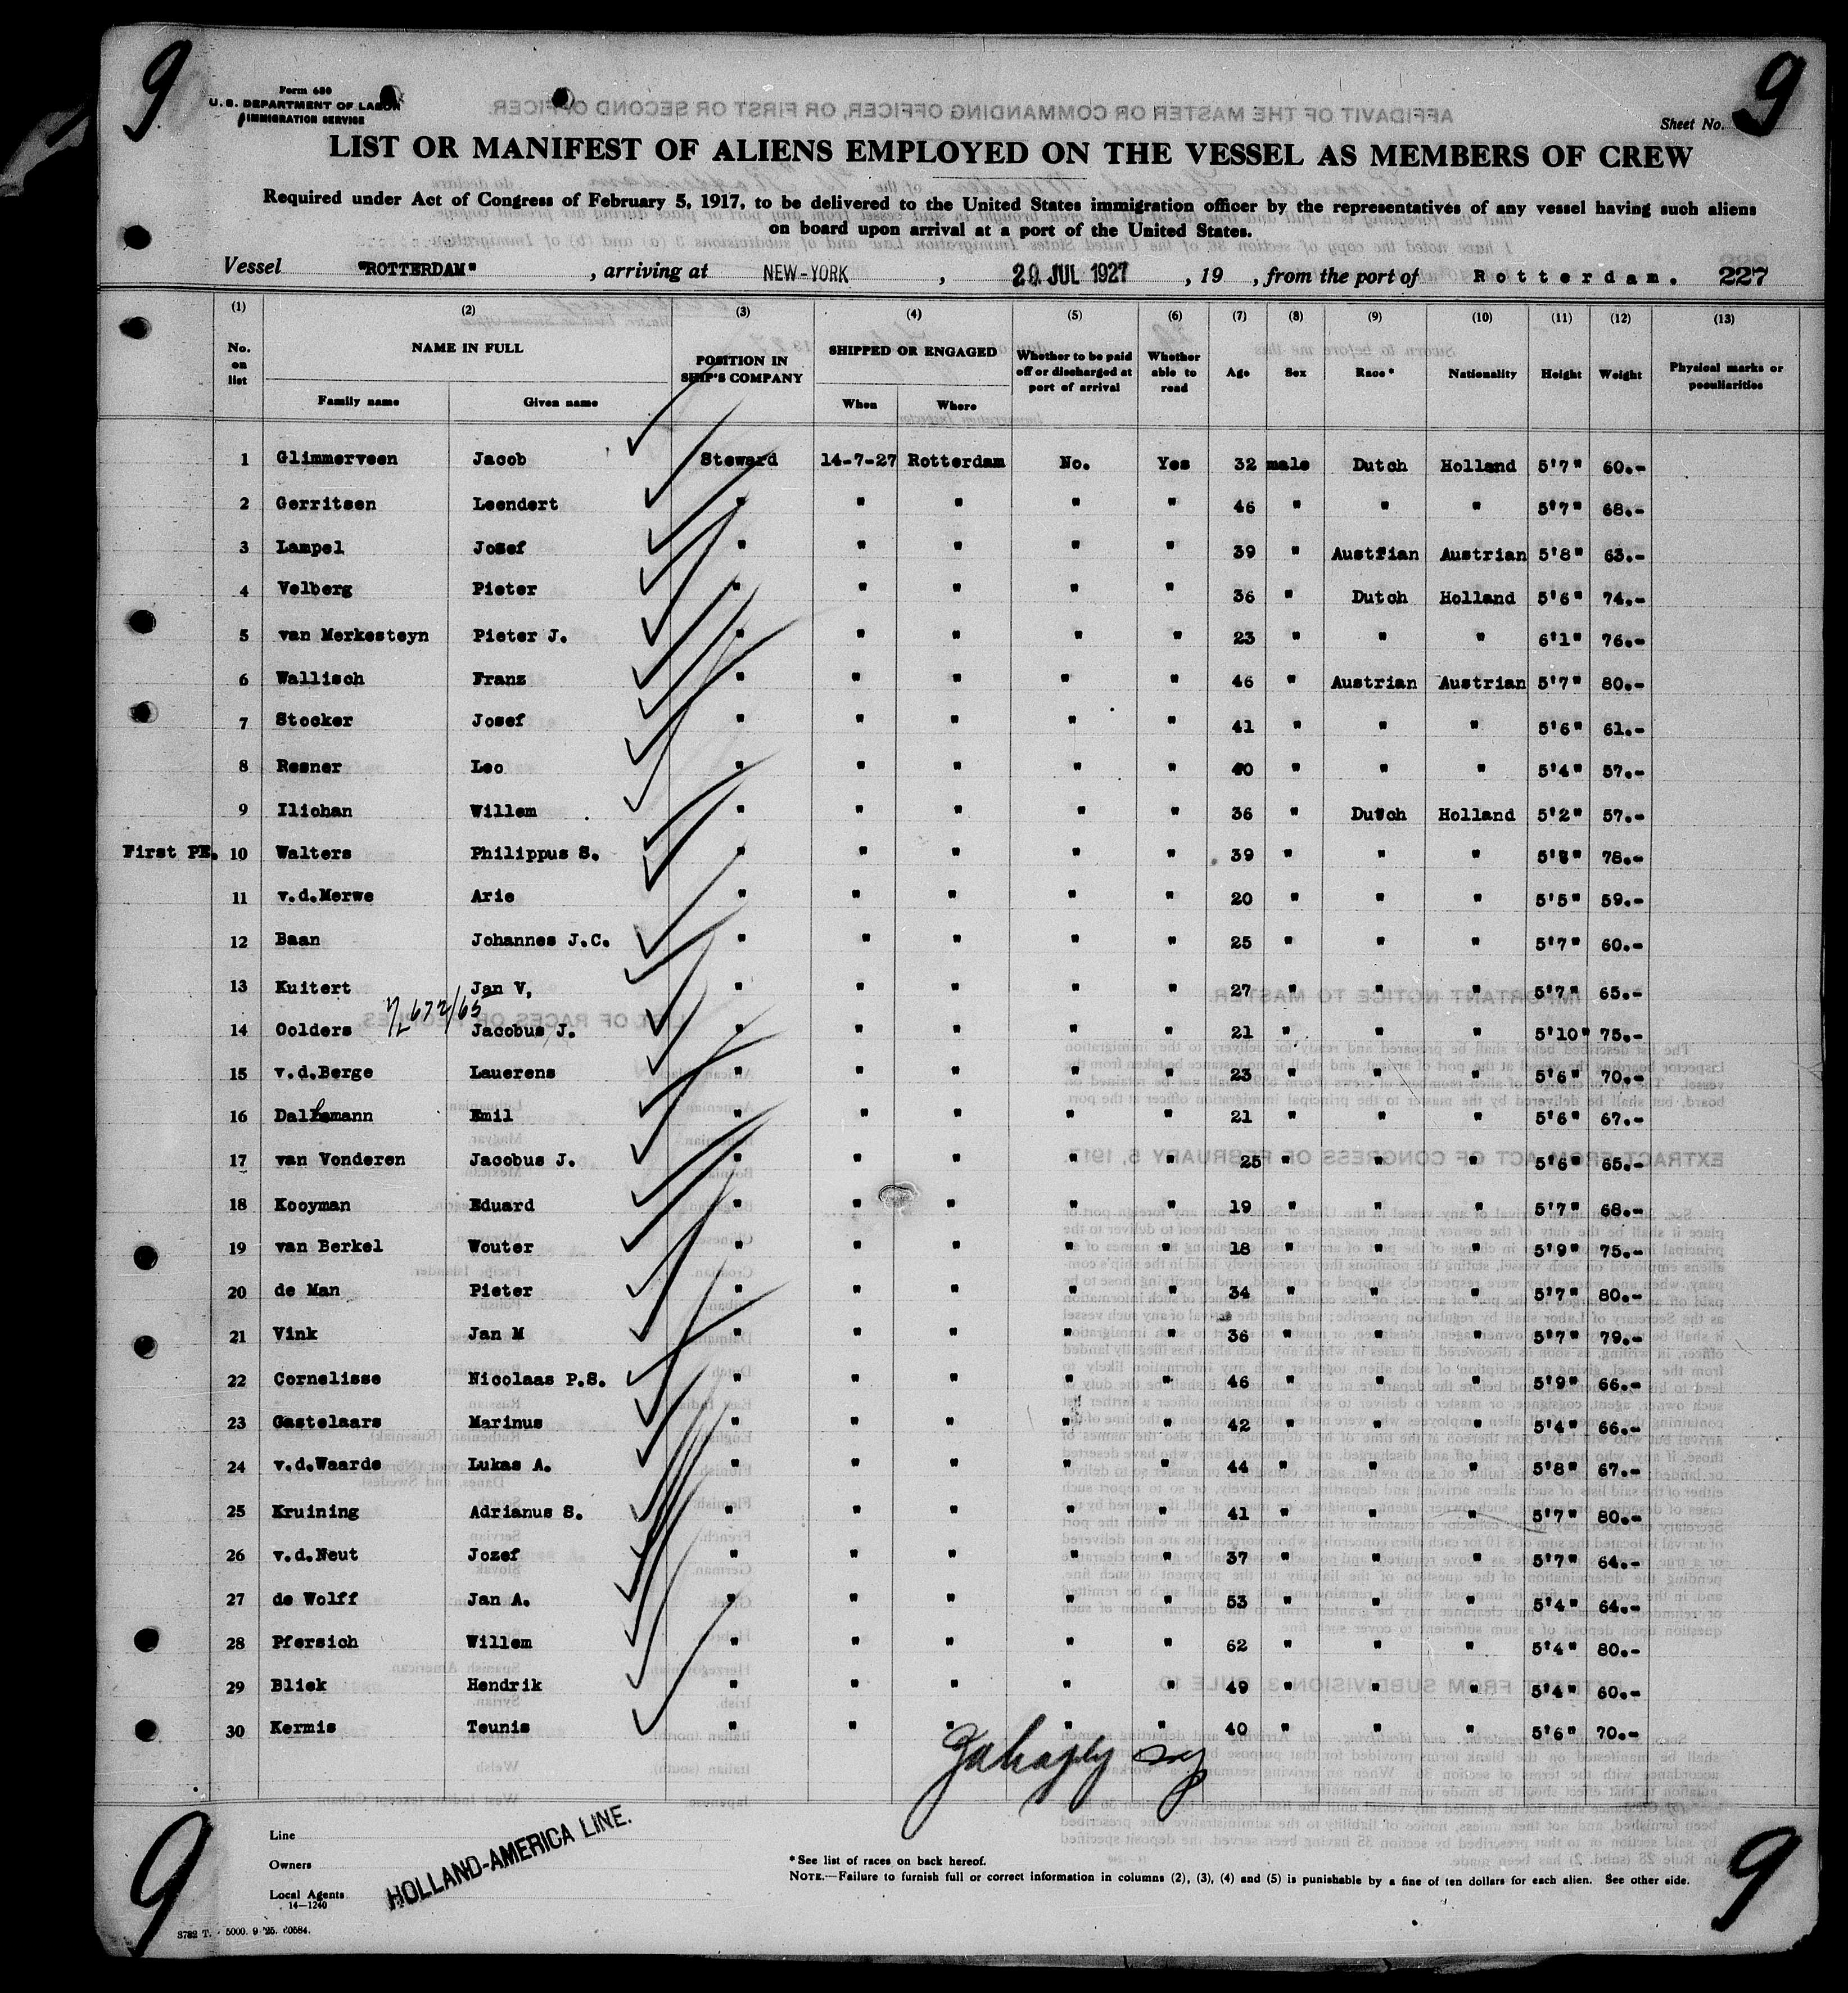 9
9
Form 680
U. S. DEPARTMENT OF LABOR
IMMIGRATION SERVICE
Sheet No.
LIST OR MANIFEST OF ALIENS EMPLOYED ON THE VESSEL AS MEMBERS OF CREW
Required under Act of Congress of February 5, 1917, to be delivered to the United States immigration officer by the representatives of any vessel having such aliens
on board upon arrival at a port of the United States.
Vessel "ROTTERDAM" , arriving at NEW-YORK , 29 JUL 1927 , 19 , from the port of Rotterdam. 227
(1) (2) (3) (4) (5) (6) (7) (8) (9) (10) (11) (12) (13)
No. on list NAME IN FULL Family name Given name POSITION IN SHIP'S COMPANY SHIPPED OR ENGAGED When Where Whether to be paid off or discharged at port of arrival Whether able to read Age Sex Race* Nationality Height Weight Physical marks or peculiarities
1 Glimmerveen Jacob Steward 14-7-27 Rotterdam No. Yes 32 male Dutch Holland 5'7" 60.-
2 Gerritsen Leendert " " " " " 46 " " " 5'7" 68.-
3 Lampel Josef " " " " " 39 " Austrian Austrian 5'8" 63.-
4 Velberg Pieter " " " " " 36 " Dutch Holland 5'6" 74.-
5 van Merkesteyn Pieter J. " " " " " 23 " " " 6'1" 76.-
6 Wallisch Franz " " " " " 46 " Austrian Austrian 5'7" 80.-
7 Stocker Josef " " " " " 41 " " " 5'6" 61.-
8 Resner Leo " " " " " 40 " " " 5'4" 57.-
9 Iliohan Willem " " " " " 36 " Dutch Holland 5'2" 57.-
First PE. 10 Walters Philippus S. " " " " " 39 " " " 78.-
11 v.d.Merwe Arie " " " " " 20 " " " 5'5" 59.-
12 Baan Johannes J.C. " " " " " 25 " " " 5'7" 60.-
13 Kuitert Jan V, " " " " " 27 " " " 5'7" 65.-
672/65
14 Oolders Jacobus J. " " " " " 21 " " " 5'10" 75.-
15 v.d.Berge Lauerens " " " " " 23 " " " 5'6" 70.-
16 Emil " " " " " 21 " " " 5'6" 67.-
17 van Vonderen Jacobus J. " " " " " 25 " " " 5'6" 65.-
18 Kooyman Eduard " " " " " 19 " " " 5'7" 68.-
19 van Berkel Wouter " " " " " 18 " " " 5'9" 75.-
20 de Man Pieter " " " " " 34 " " " 5'7" 80.-
21 Vink Jan M " " " " " 36 " " " 5'7" 79.-
22 Cornelisse Nicolaas P.S. " " " " " 46 " " " 5'9" 66.-
23 Gastelaars Marinus " " " " " 42 " " " 5'4" 66.-
24 v.d.Waarde Lukas A. " " " " " 44 " " " 5'8" 67.-
25 Kruining Adrianus S. " " " " " 41 " " " 5'7" 80.-
26 v.d.Neut Jozef " " " " " 37 " " " 5'7" 64.-
27 de Wolff Jan A. " " " " " 53 " " " 5'4" 64.-
28 Pfersich Willem " " " " " 62 " " " 5'4" 80.-
29 Bliek Hendrik " " " " " 49 " " " 5'4" 60.-
30 Kermis Teunis " " " " " 40 " " " 5'6" 70.-
Line
Owners
Local Agents
HOLLAND-AMERICA LINE.
14—1240
*See list of races on back hereof.
NOTE.—Failure to furnish full or correct information in columns (2), (3), (4) and (5) is punishable by a fine of ten dollars for each alien. See other side.
9
9